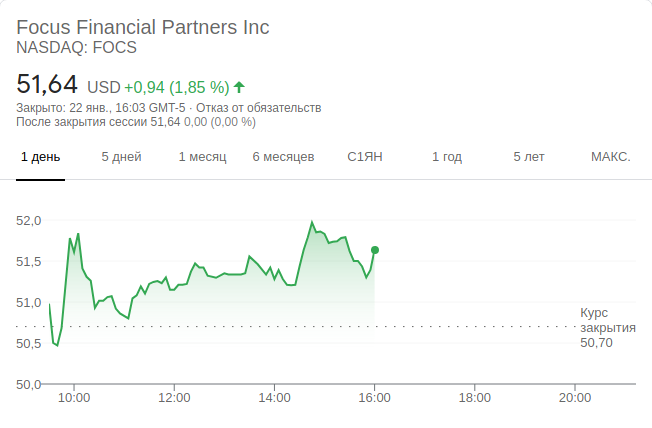 Focus Financial Partners Inc
NASDAQ: FOCS
51,64 USD +0,94 (1,85 %)
Закрыто: 22 янв., 16:03 GMT-5 · Отказ от обязательств
После закрытия сессии 51,64 0,00 (0,00 %)
1 день 5 дней 1 месяц 6 месяцев С1ЯН 1 год 5 лет МАКС.
52,0
51,5
51,0
Курс
закрытия
50,70
50,5
50,0
10:00 12:00 14:00 16:00 18:00 20:00